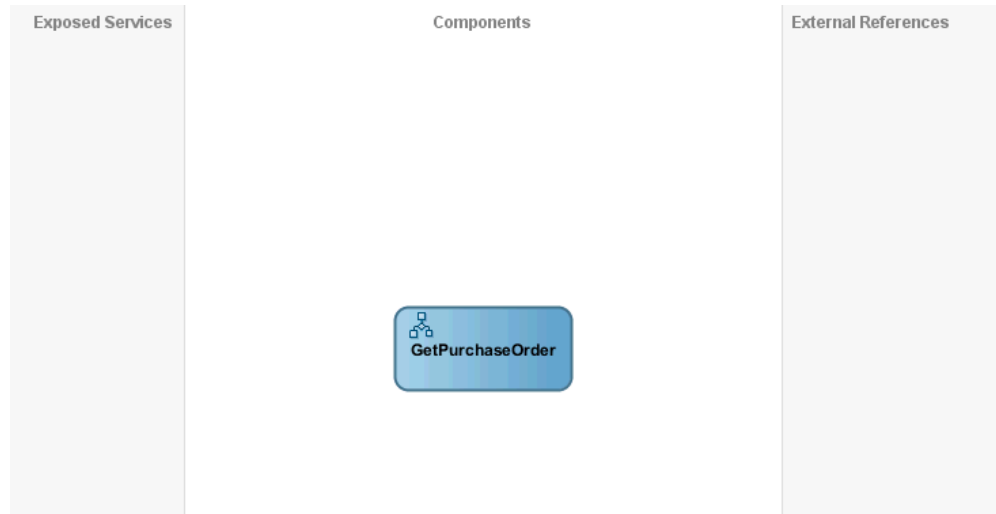 Exposed Services
Components
External References
GetPurchaseOrder